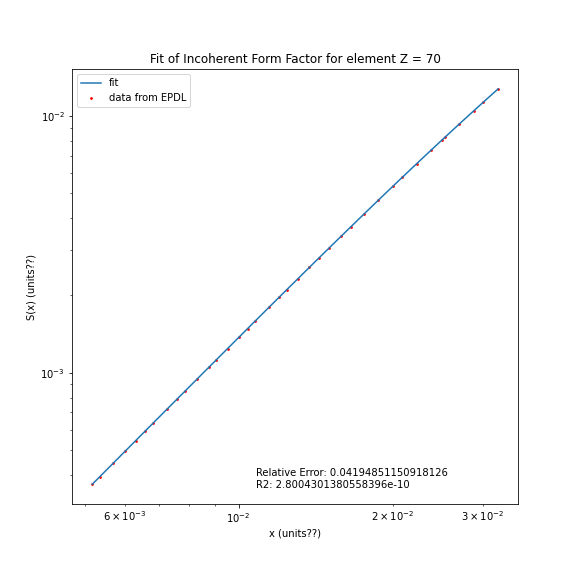 Fit of Incoherent Form Factor for element Z = 70
fit
data from EPDL
10⁻²
10⁻³
S(x) (units??)
Relative Error: 0.04194851150918126
R2: 2.8004301380558396e-10
6 × 10⁻³
10⁻²
2 × 10⁻²
3 × 10⁻²
x (units??)